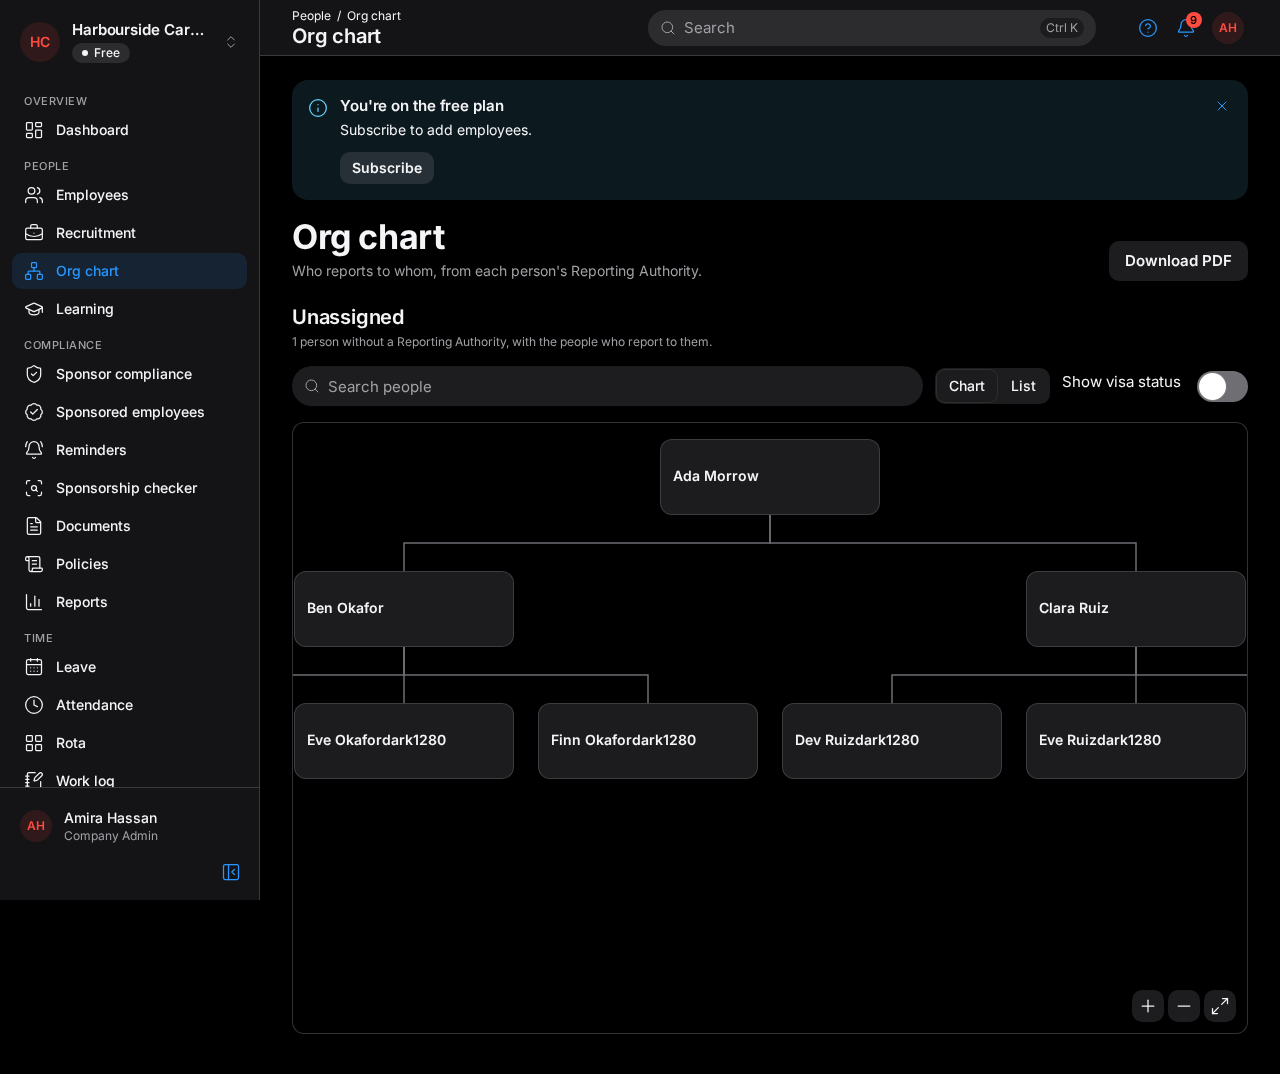 HC
Harbourside Car...
Free
OVERVIEW
Dashboard
PEOPLE
Employees
Recruitment
Org chart
Learning
COMPLIANCE
Sponsor compliance
Sponsored employees
Reminders
Sponsorship checker
Documents
Policies
Reports
TIME
Leave
Attendance
Rota
Work log
AH
Amira Hassan
Company Admin
People / Org chart
Org chart
Search
Ctrl K
9
AH
You're on the free plan
Subscribe to add employees.
Subscribe
Org chart
Who reports to whom, from each person's Reporting Authority.
Download PDF
Unassigned
1 person without a Reporting Authority, with the people who report to them.
Search people
Chart
List
Show visa status
Ada Morrow
Ben Okafor
Clara Ruiz
Eve Okafordark1280
Finn Okafordark1280
Dev Ruizdark1280
Eve Ruizdark1280